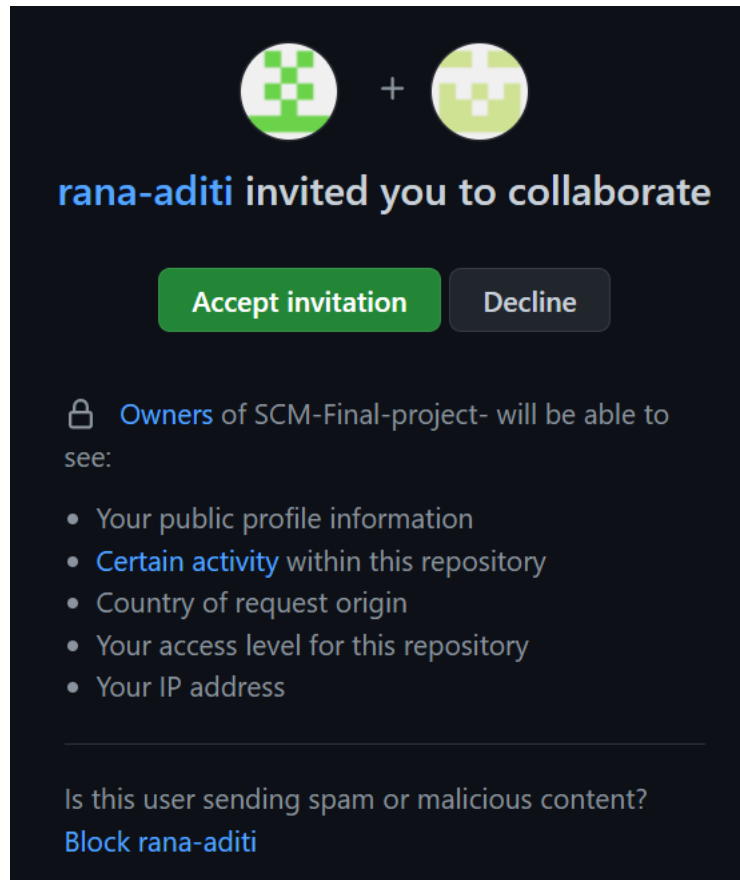 +
rana-aditi invited you to collaborate
Accept invitation Decline
Owners of SCM-Final-project- will be able to
see:
• Your public profile information
• Certain activity within this repository
• Country of request origin
• Your access level for this repository
• Your IP address
Is this user sending spam or malicious content?
Block rana-aditi